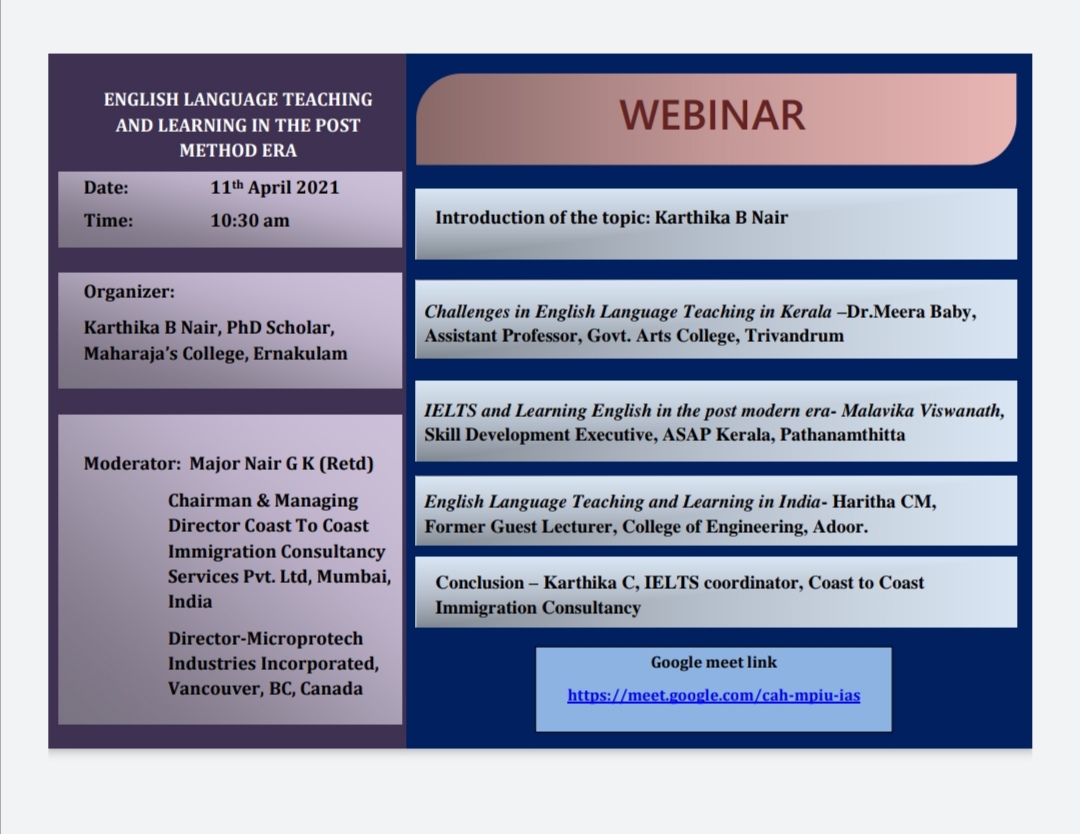 ENGLISH LANGUAGE TEACHING
AND LEARNING IN THE POST
METHOD ERA
Date: 11th April 2021
Time: 10:30 am
Organizer:
Karthika B Nair, PhD Scholar,
Maharaja's College, Ernakulam
Moderator: Major Nair G K (Retd)
Chairman & Managing
Director Coast To Coast
Immigration Consultancy
Services Pvt. Ltd, Mumbai,
India
Director-Microprotech
Industries Incorporated,
Vancouver, BC, Canada
WEBINAR
Introduction of the topic: Karthika B Nair
Challenges in English Language Teaching in Kerala –Dr.Meera Baby,
Assistant Professor, Govt. Arts College, Trivandrum
IELTS and Learning English in the post modern era- Malavika Viswanath,
Skill Development Executive, ASAP Kerala, Pathanamthitta
English Language Teaching and Learning in India- Haritha CM,
Former Guest Lecturer, College of Engineering, Adoor.
Conclusion – Karthika C, IELTS coordinator, Coast to Coast
Immigration Consultancy
Google meet link
https://meet.google.com/cah-mpiu-ias